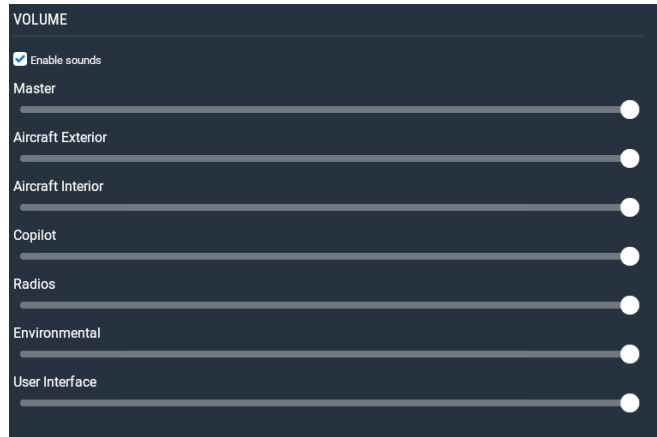 VOLUME
Enable sounds
Master
Aircraft Exterior
Aircraft Interior
Copilot
Radios
Environmental
User Interface